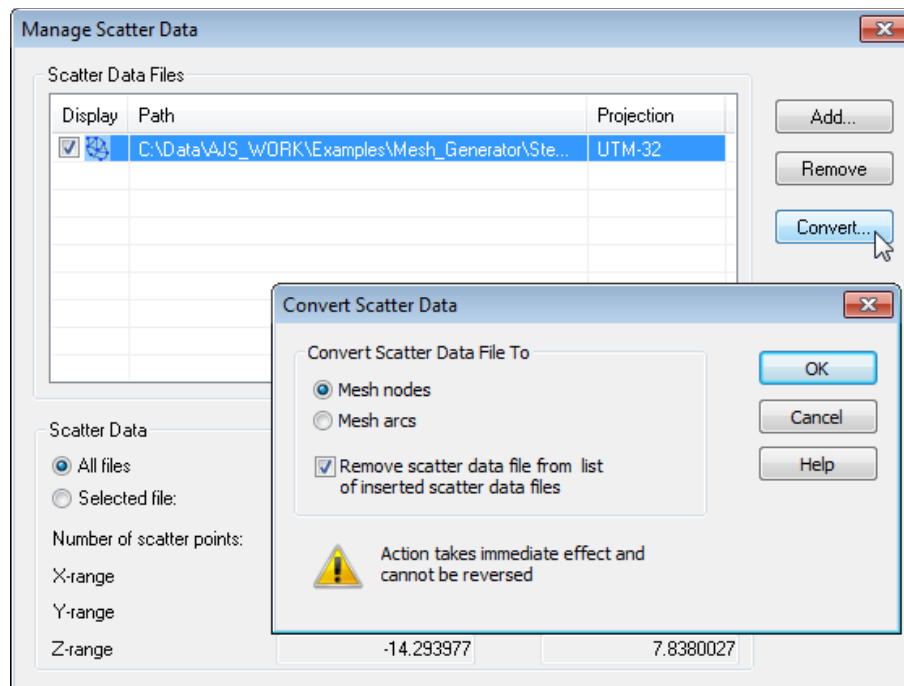 Manage Scatter Data
Scatter Data Files
Display Path Projection
C:\Data\AJS_WORK\Examples\Mesh_Generator\Ste... UTM-32
Add...
Remove
Convert...
Convert Scatter Data
Convert Scatter Data File To
Mesh nodes
Mesh arcs
Remove scatter data file from list
of inserted scatter data files
Action takes immediate effect and
cannot be reversed
OK
Cancel
Help
Scatter Data
All files
Selected file:
Number of scatter points:
X-range
Y-range
Z-range -14.293977 7.8380027